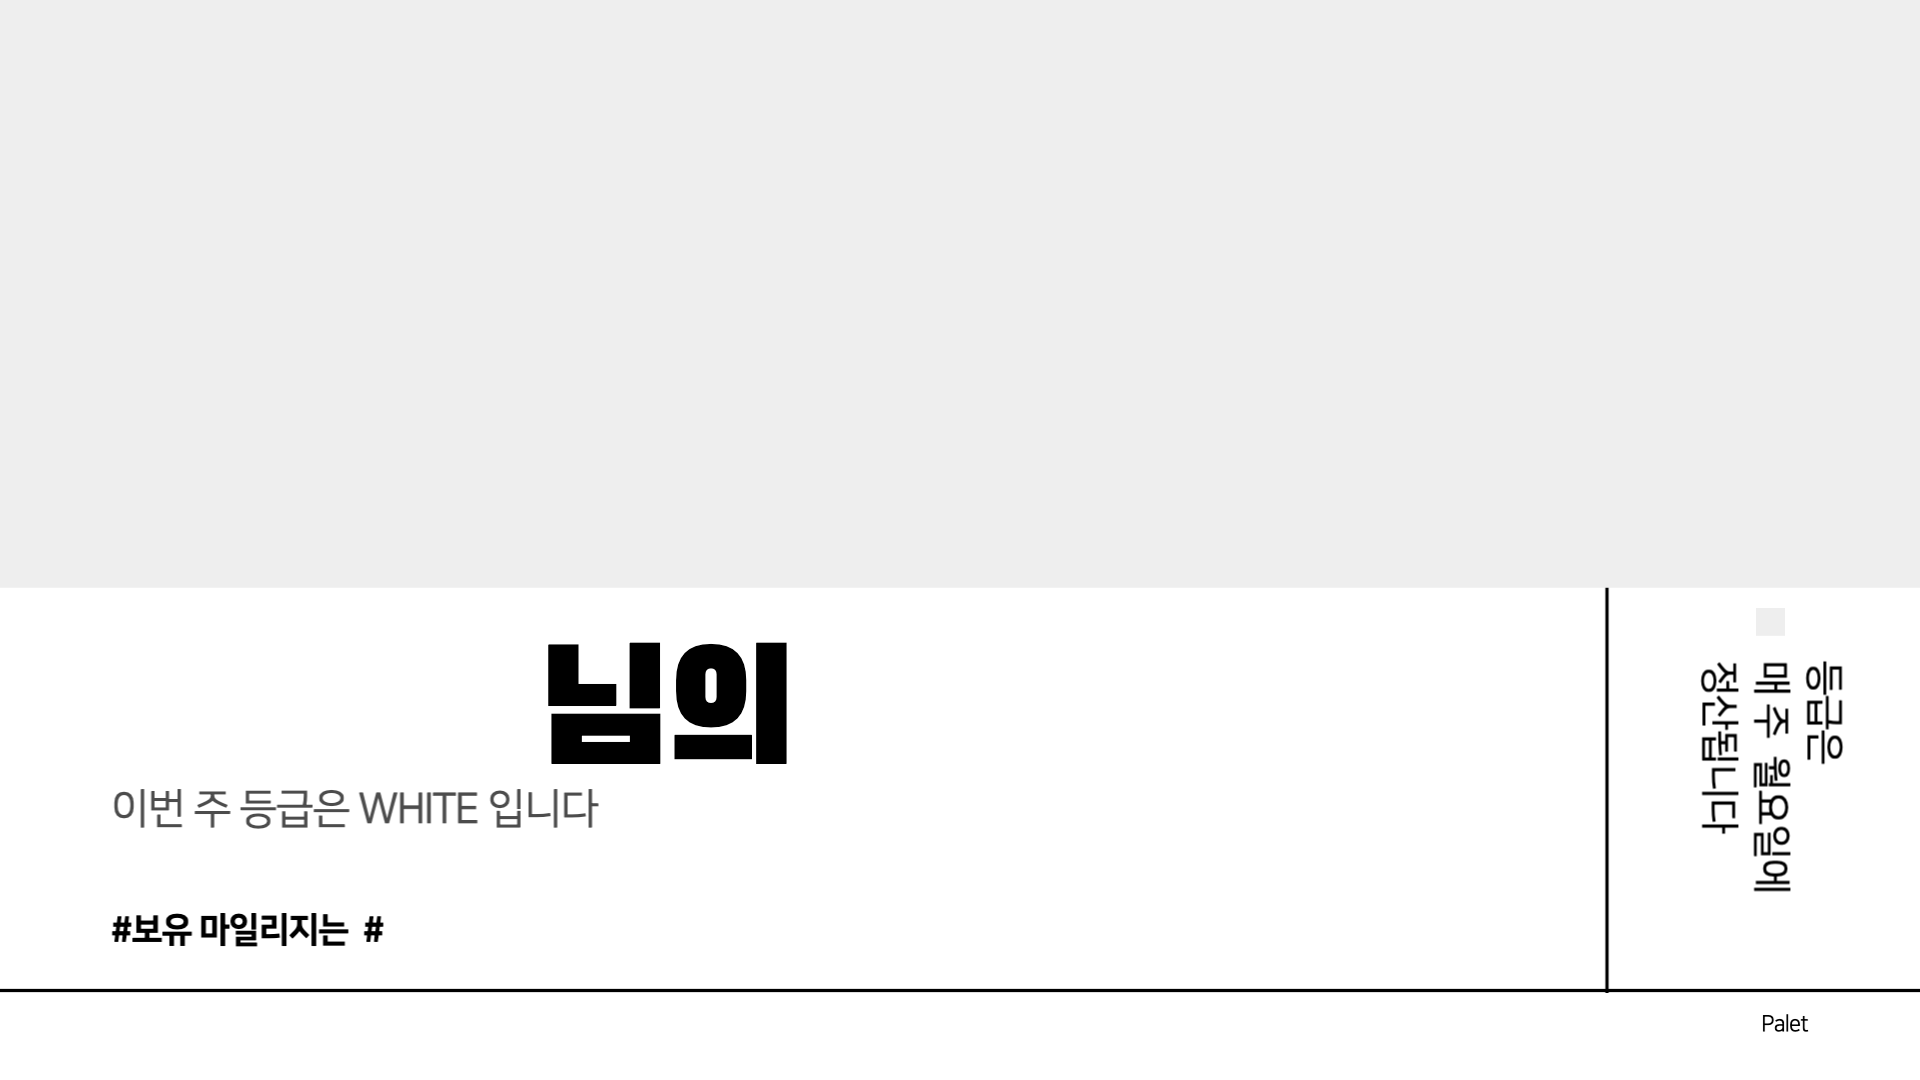 님의
이번 주 등급은 WHITE 입니다
#보유 마일리지는 #
등급은
매 주 월요일에
정산됩니다
Palet